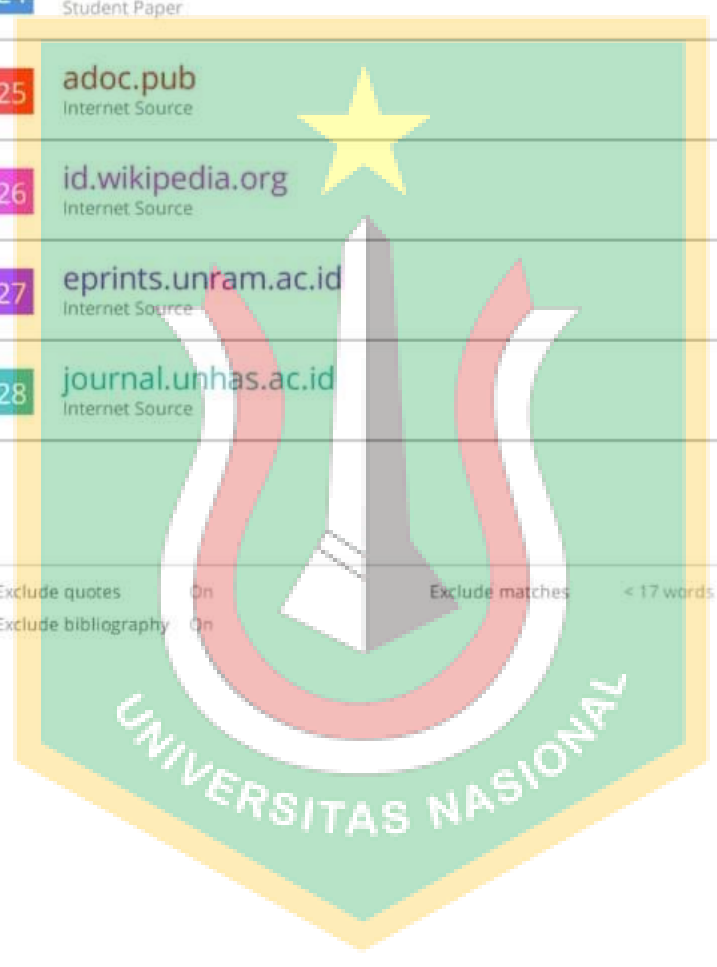 Student Paper
25 adoc.pub
Internet Source
26 id.wikipedia.org
Internet Source
27 eprints.unram.ac.id
Internet Source
28 journal.unhas.ac.id
Internet Source
Exclude quotes On Exclude matches < 17 words
Exclude bibliography On
UNIVERSITAS NASIONAL